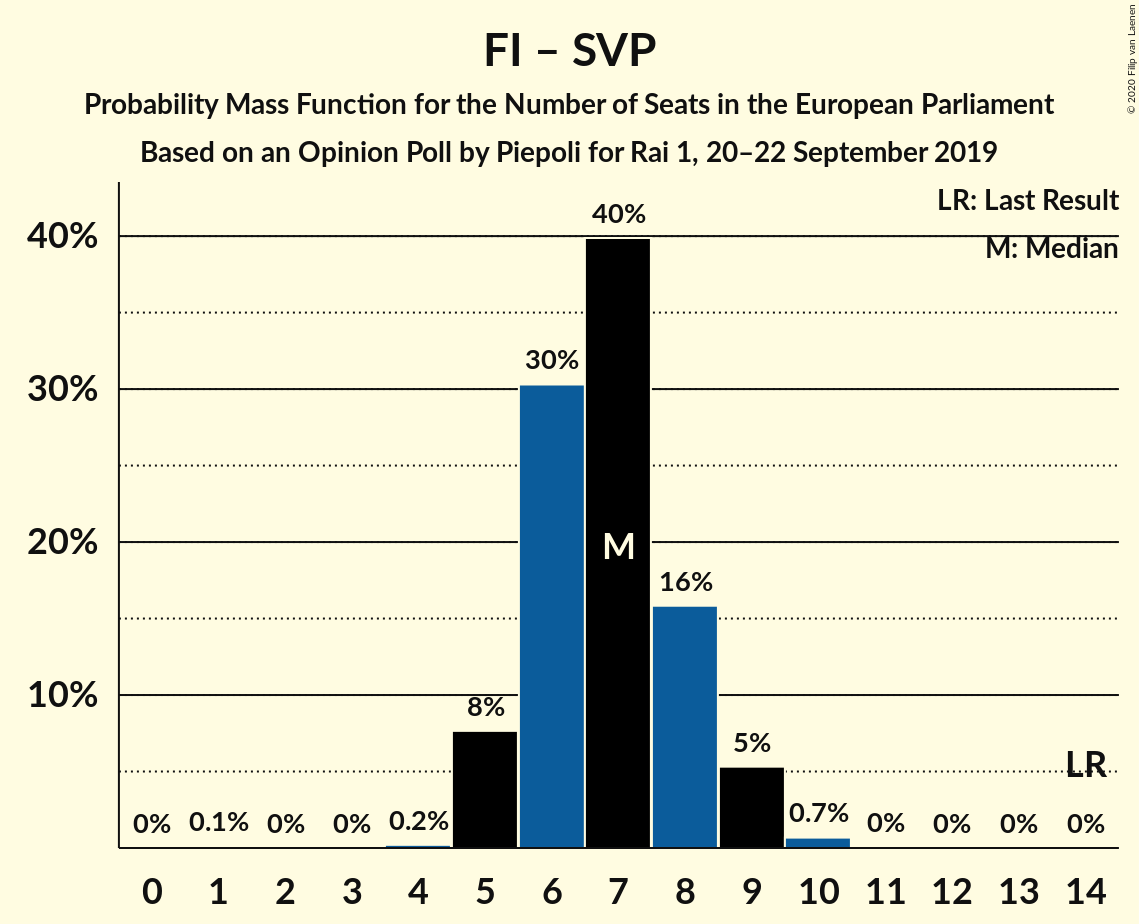 FI – SVP
Probability Mass Function for the Number of Seats in the European Parliament
Based on an Opinion Poll by Piepoli for Rai 1, 20–22 September 2019
© 2020 Filip van Laenen
LR: Last Result
M: Median
40%
30%
20%
10%
0%
0.1%
0%
0%
0.2%
8%
30%
40%
M
16%
5%
0.7%
0%
0%
0%
0%
LR
0 1 2 3 4 5 6 7 8 9 10 11 12 13 14